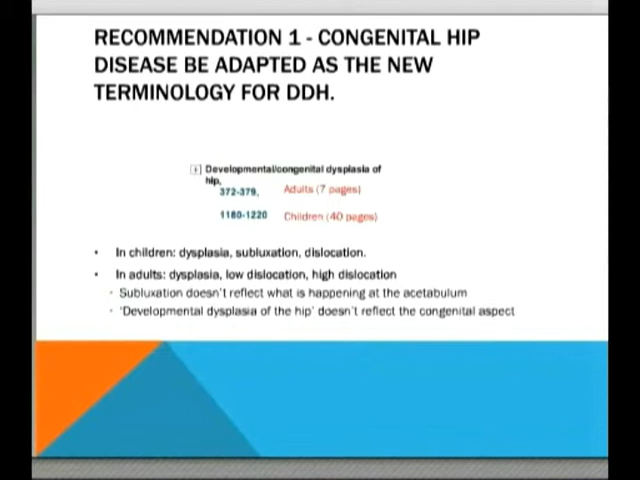 RECOMMENDATION 1 - CONGENITAL HIP
DISEASE BE ADAPTED AS THE NEW
TERMINOLOGY FOR DDH.
Developmental/congenital dysplasia of
hip,
372-379, Adults (7 pages)
1180-1220 Children (40 pages)
• In children: dysplasia, subluxation, dislocation.
• In adults: dysplasia, low dislocation, high dislocation
• Subluxation doesn't reflect what is happening at the acetabulum
• 'Developmental dysplasia of the hip' doesn't reflect the congenital aspect